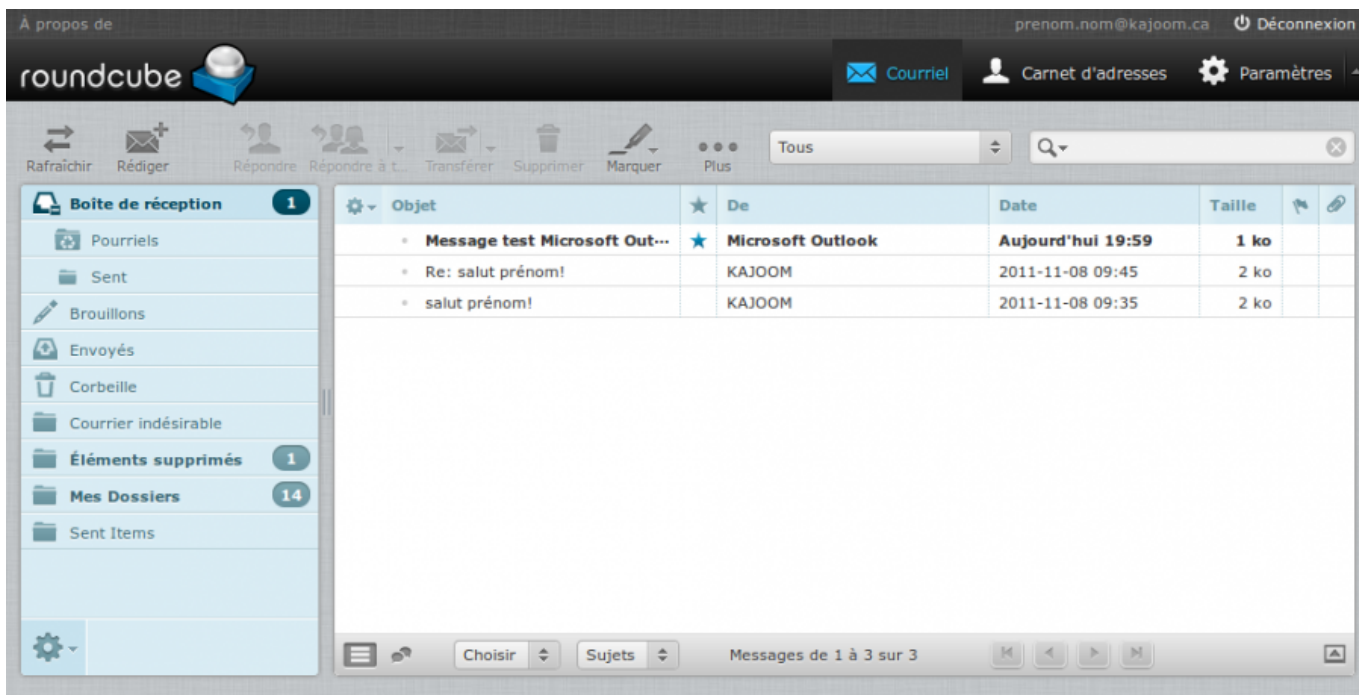 À propos de prenom.nom@kajoom.ca Déconnexion
roundcube Courriel Carnet d'adresses Paramètres
Rafraîchir Rédiger Répondre Répondre à t... Transférer Supprimer Marquer Plus Tous
Boîte de réception 1
Pourriels
Sent
Brouillons
Envoyés
Corbeille
Courrier indésirable
Éléments supprimés 1
Mes Dossiers 14
Sent Items
Objet De Date Taille
Message test Microsoft Out... Microsoft Outlook Aujourd'hui 19:59 1 ko
Re: salut prénom! KAJOOM 2011-11-08 09:45 2 ko
salut prénom! KAJOOM 2011-11-08 09:35 2 ko
Choisir Sujets Messages de 1 à 3 sur 3